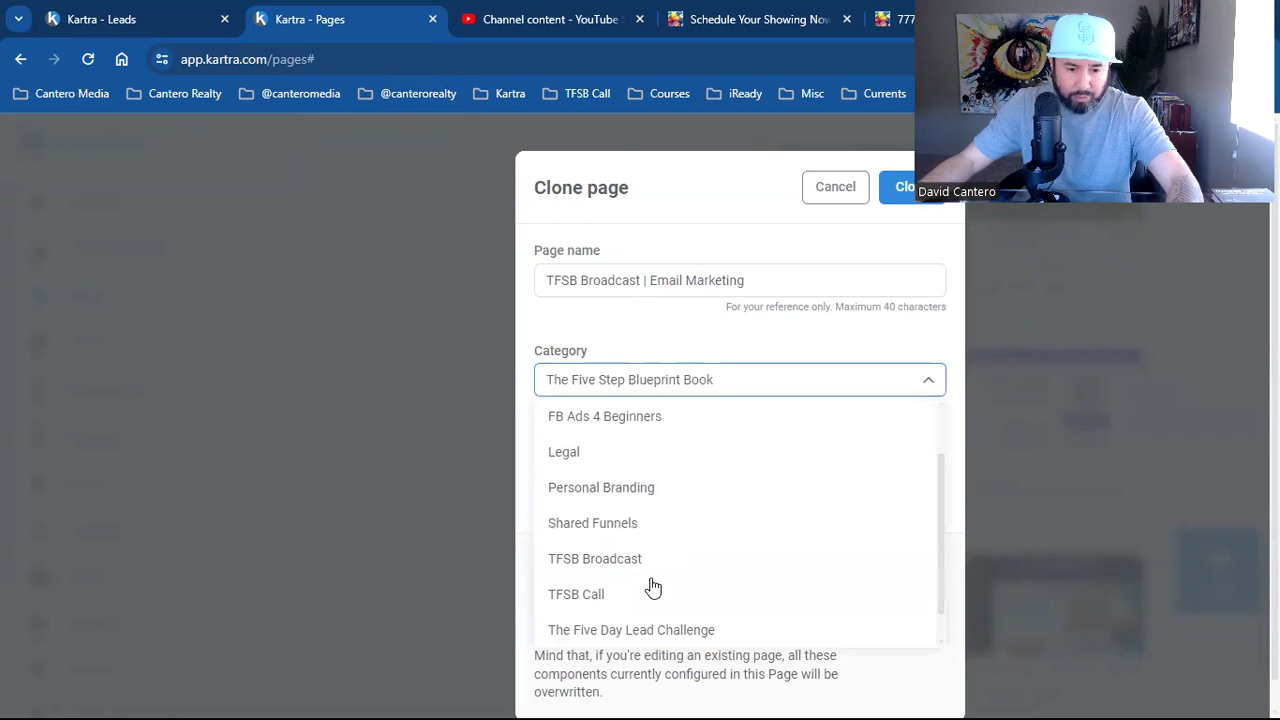 Kartra - Leads
Kartra - Pages
Channel content - YouTube
Schedule Your Showing Now
777
app.kartra.com/pages#
Cantero Media
Cantero Realty
@canteromedia
@canterorealty
Kartra
TFSB Call
Courses
iReady
Misc
Currents
David Cantero
Clone page
Cancel
Clo
Page name
TFSB Broadcast | Email Marketing
For your reference only. Maximum 40 characters
Category
The Five Step Blueprint Book
FB Ads 4 Beginners
Legal
Personal Branding
Shared Funnels
TFSB Broadcast
TFSB Call
The Five Day Lead Challenge
Mind that, if you're editing an existing page, all these
components currently configured in this Page will be
overwritten.